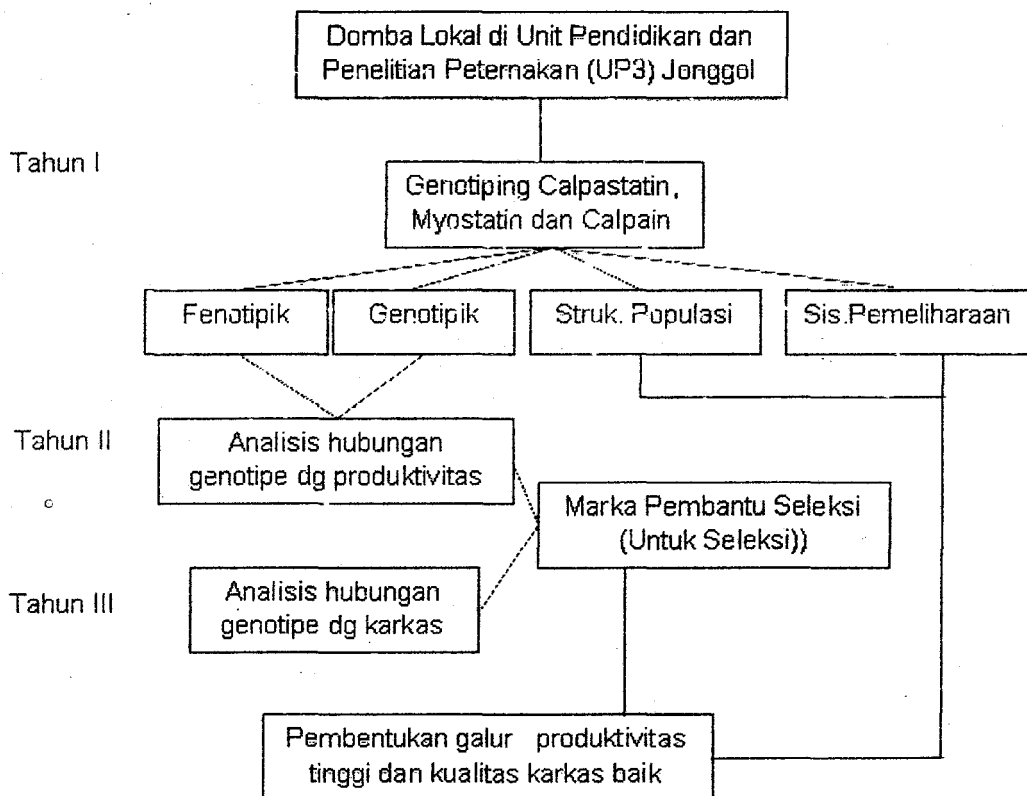 Domba Lokal di Unit Pendidikan dan
Penelitian Peternakan (UP3) Jonggol
Tahun I
Genotiping Calpastatin,
Myostatin dan Calpain
Fenotipik
Genotipik
Struk. Populasi
Sis.Pemeliharaan
Tahun II
Analisis hubungan
genotipe dg produktivitas
Marka Pembantu Seleksi
(Untuk Seleksi))
Tahun III
Analisis hubungan
genotipe dg karkas
Pembentukan galur produktivitas
tinggi dan kualitas karkas baik